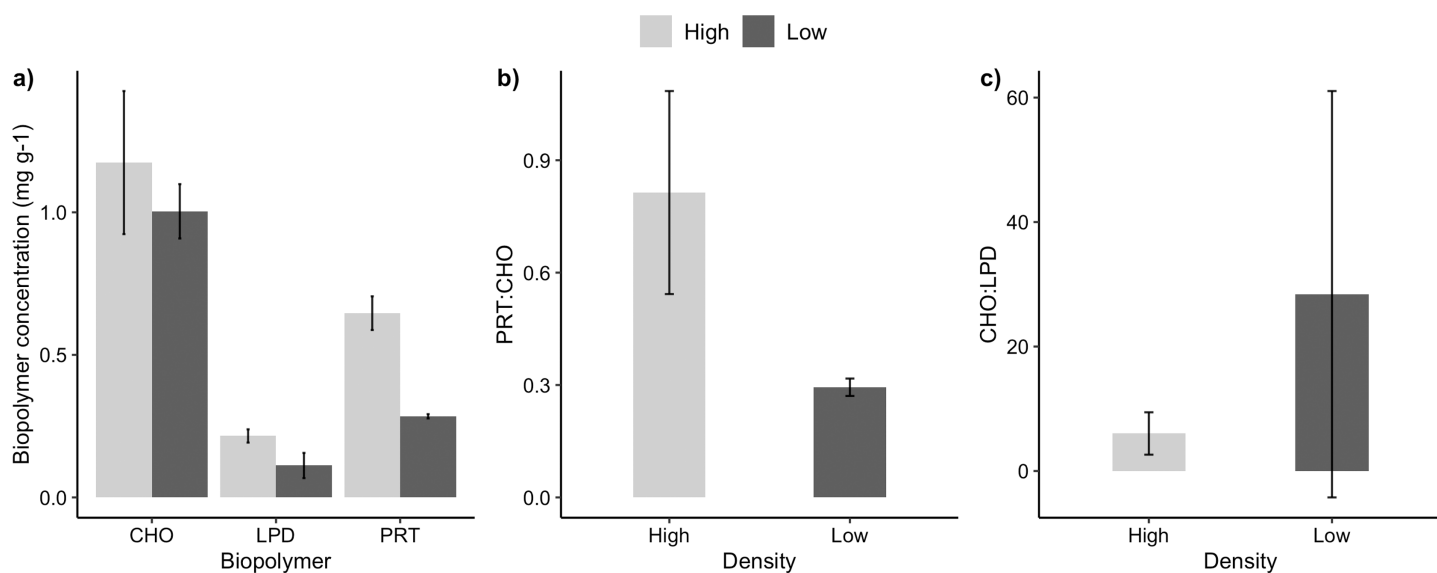 High Low
a)
Biopolymer concentration (mg g-1)
1.0
0.5
0.0
CHO LPD PRT
Biopolymer
b)
PRT:CHO
0.9
0.6
0.3
0.0
High Low
Density
c)
CHO:LPD
60
40
20
0
High Low
Density